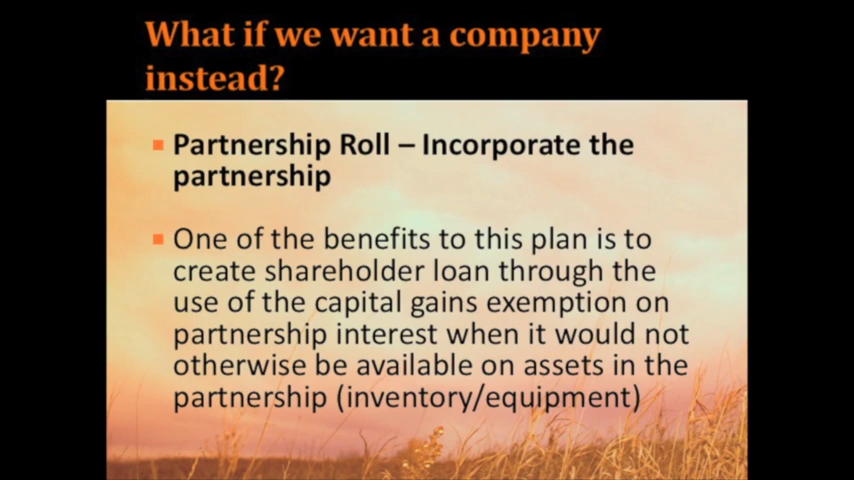 What if we want a company
instead?
Partnership Roll – Incorporate the
partnership
One of the benefits to this plan is to
create shareholder loan through the
use of the capital gains exemption on
partnership interest when it would not
otherwise be available on assets in the
partnership (inventory/equipment)